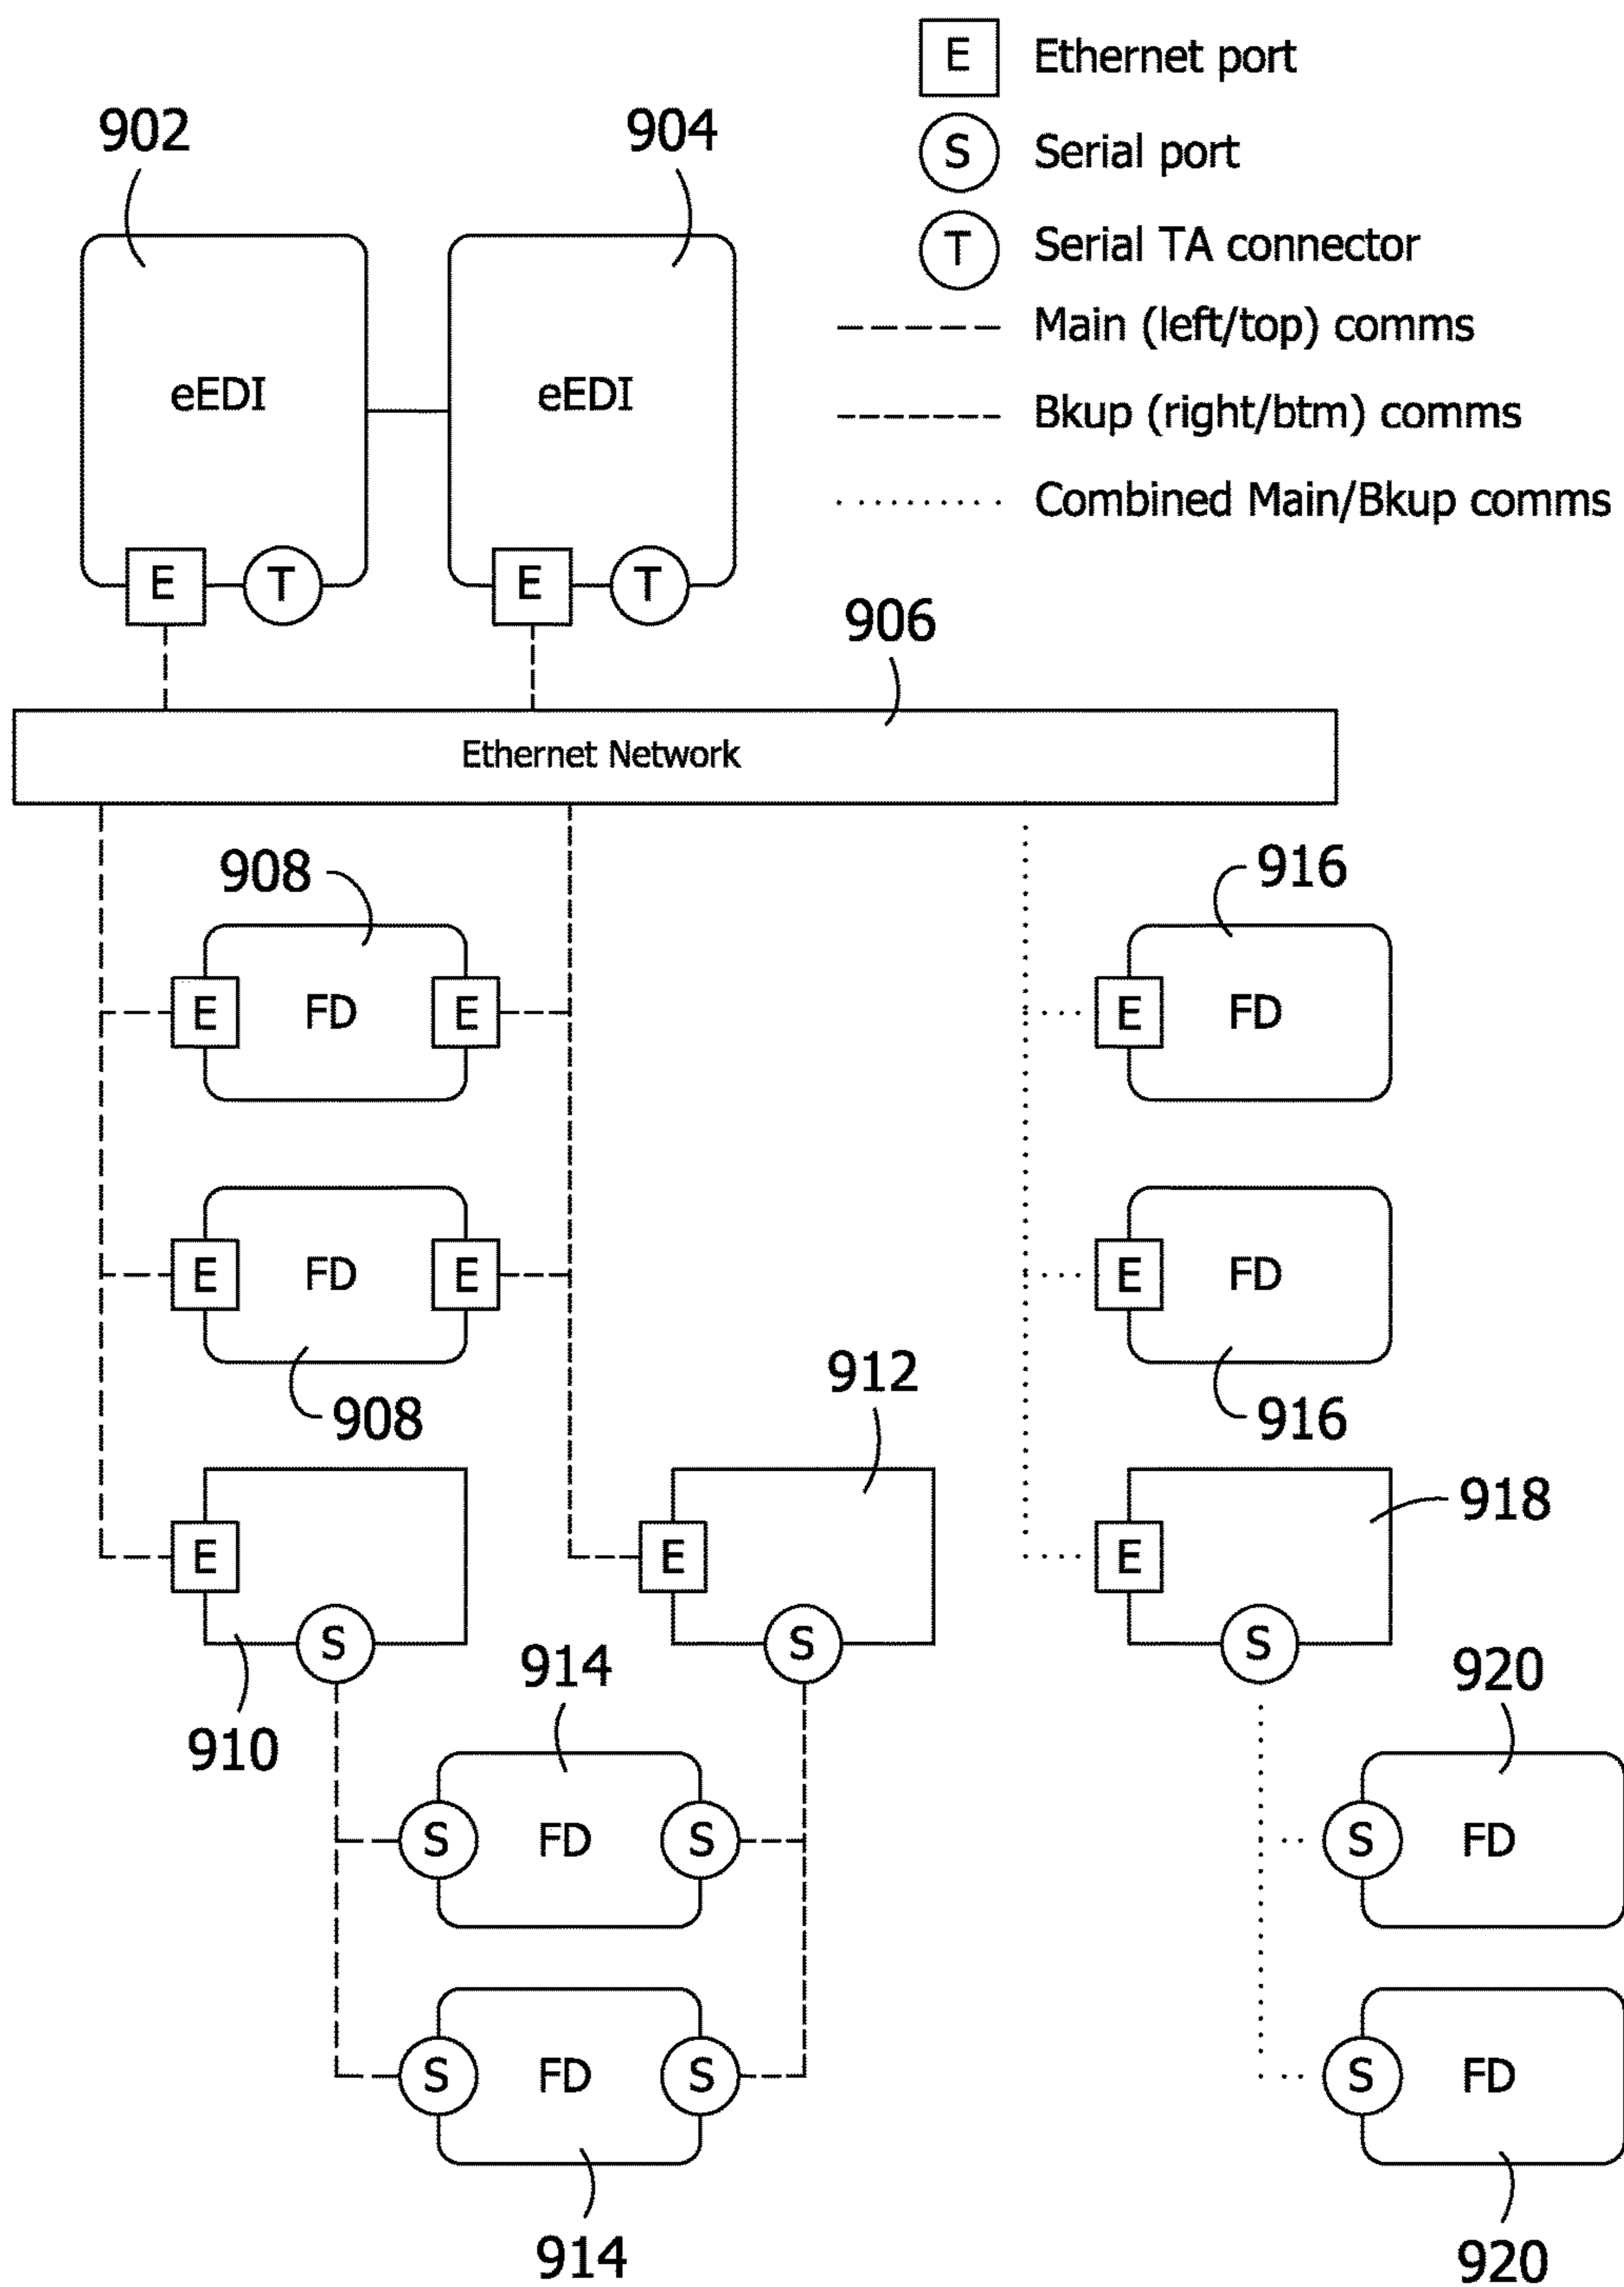 E Ethernet port
902 904
S Serial port
T Serial TA connector
Main (left/top) comms
eEDI eEDI
Bkup (right/btm) comms
Combined Main/Bkup comms
E T E T
906
Ethernet Network
908 916
E FD E E FD
E FD E E FD
912
908 916
918
E E E
S S S
914 920
910
S FD S S FD
S FD S S FD
914 920